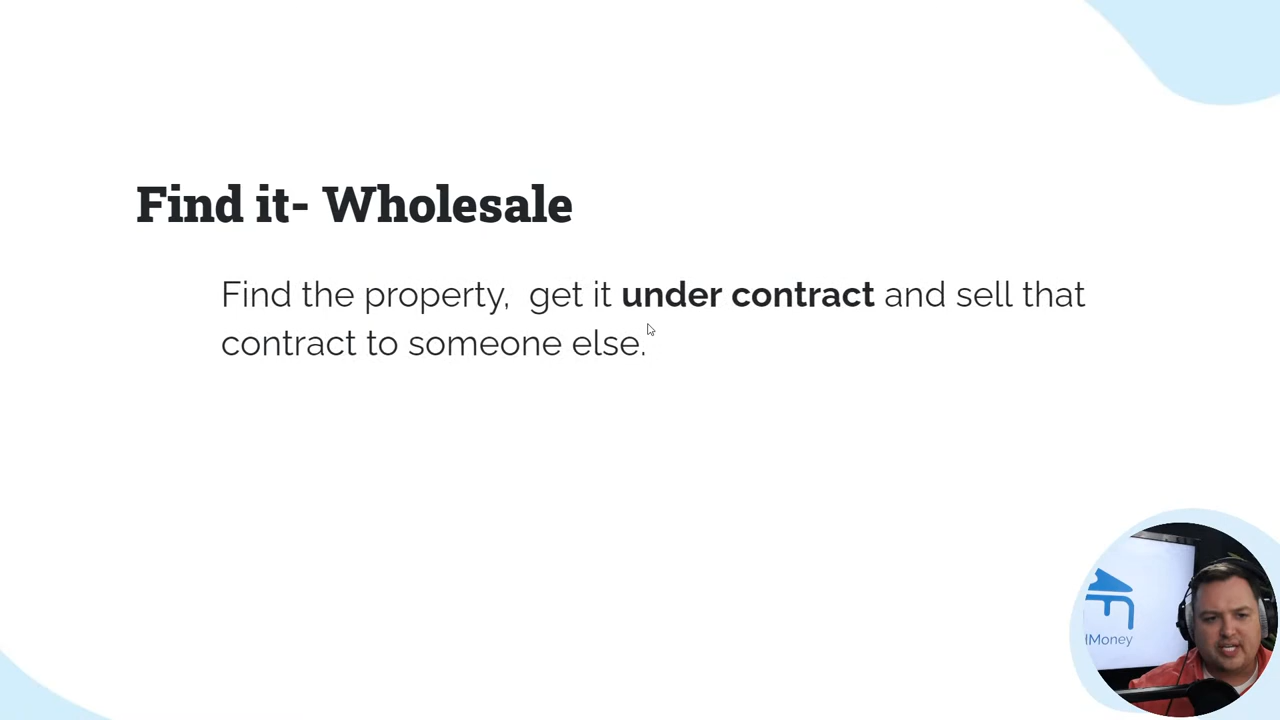 Find it- Wholesale
Find the property,  get it under contract and sell that
contract to someone else.
Money